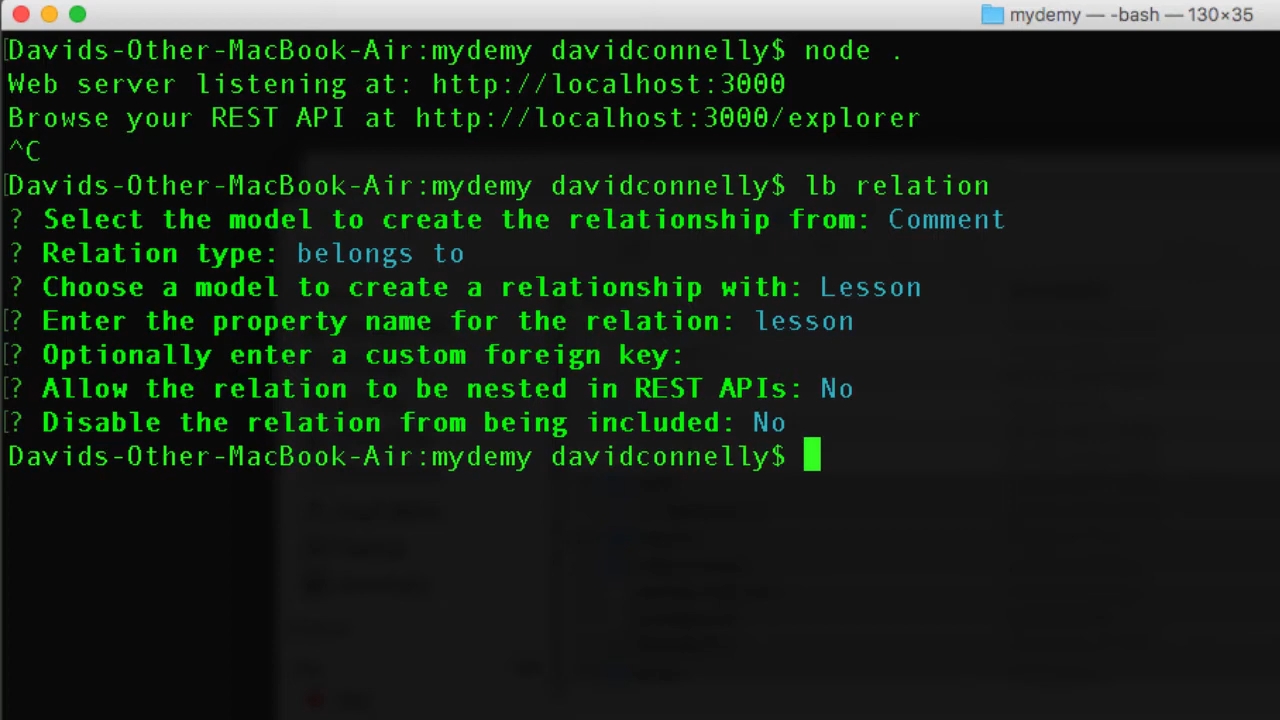 mydemy — -bash — 130×35
[Davids-Other-MacBook-Air:mydemy davidconnelly$ node .
Web server listening at: http://localhost:3000
Browse your REST API at http://localhost:3000/explorer
^C
[Davids-Other-MacBook-Air:mydemy davidconnelly$ lb relation
? Select the model to create the relationship from: Comment
? Relation type: belongs to
? Choose a model to create a relationship with: Lesson
[? Enter the property name for the relation: lesson
[? Optionally enter a custom foreign key:
[? Allow the relation to be nested in REST APIs: No
[? Disable the relation from being included: No
Davids-Other-MacBook-Air:mydemy davidconnelly$